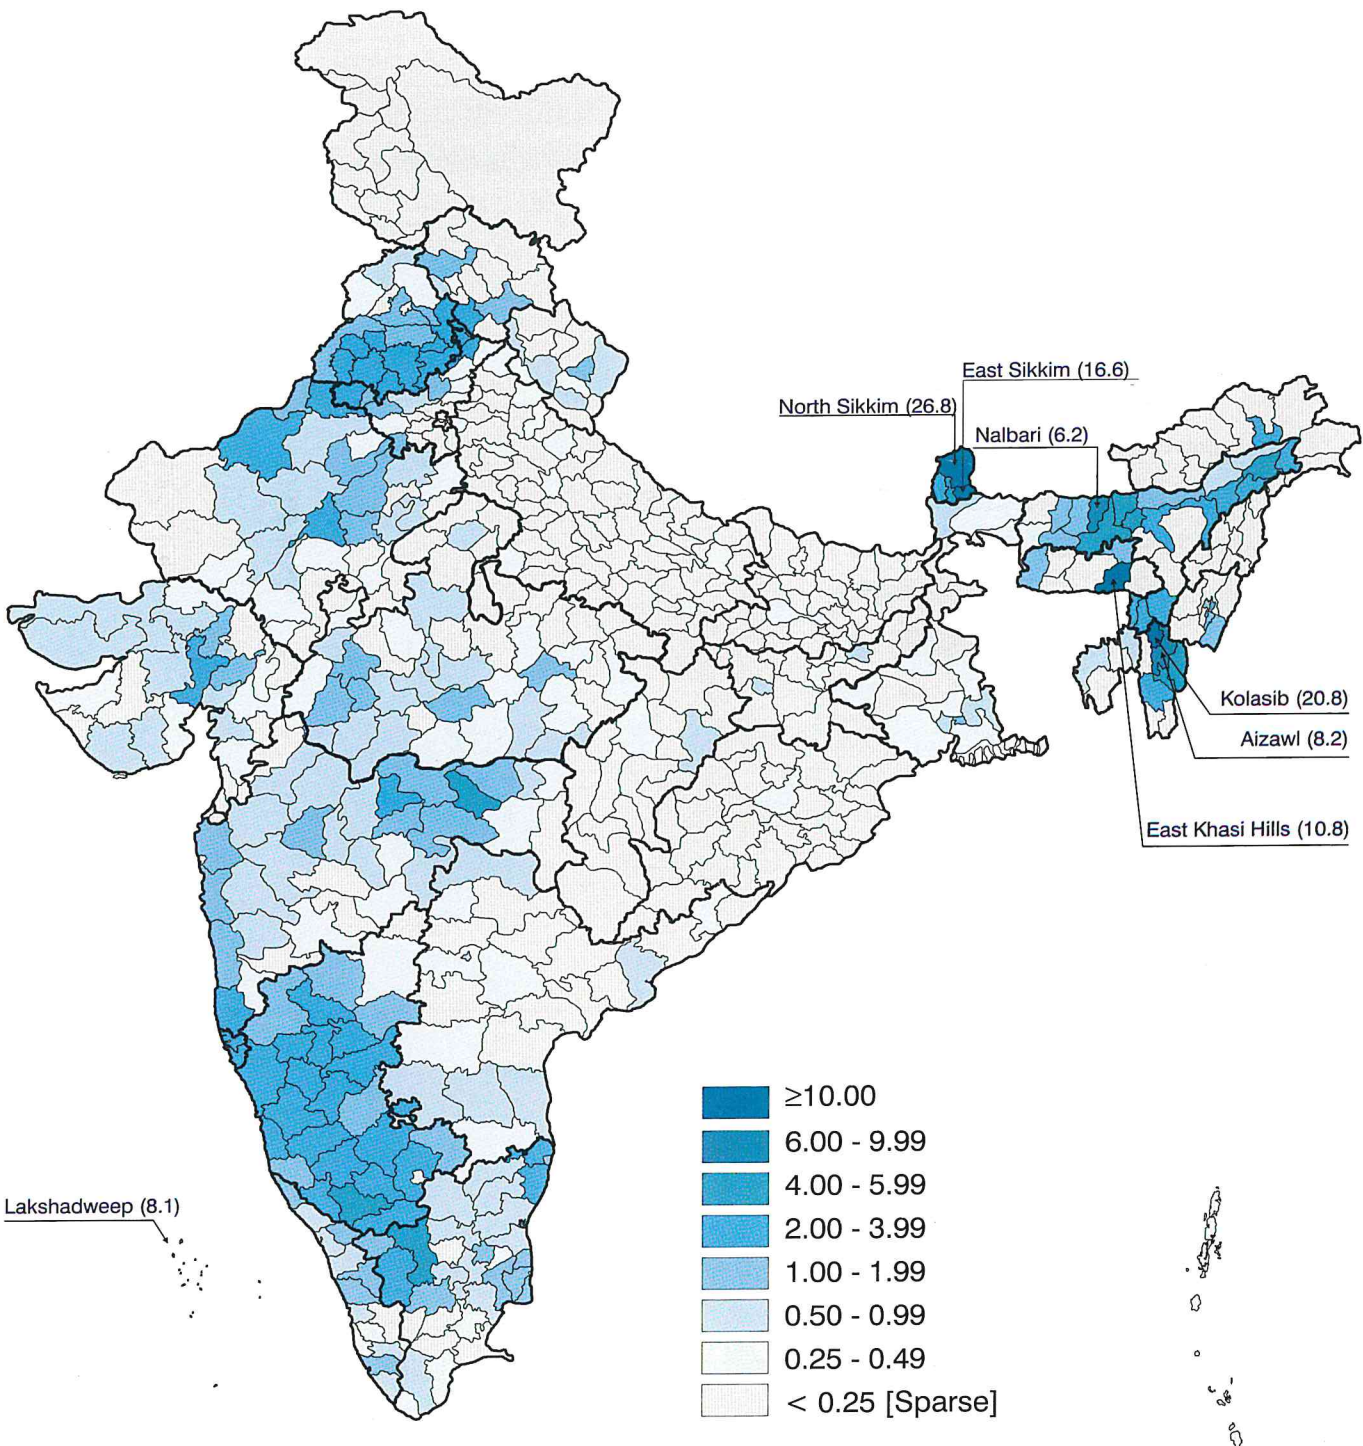 East Sikkim (16.6)
North Sikkim (26.8)
Nalbari (6.2)
Kolasib (20.8)
Aizawl (8.2)
East Khasi Hills (10.8)
Lakshadweep (8.1)
≥10.00
6.00 - 9.99
4.00 - 5.99
2.00 - 3.99
1.00 - 1.99
0.50 - 0.99
0.25 - 0.49
< 0.25 [Sparse]